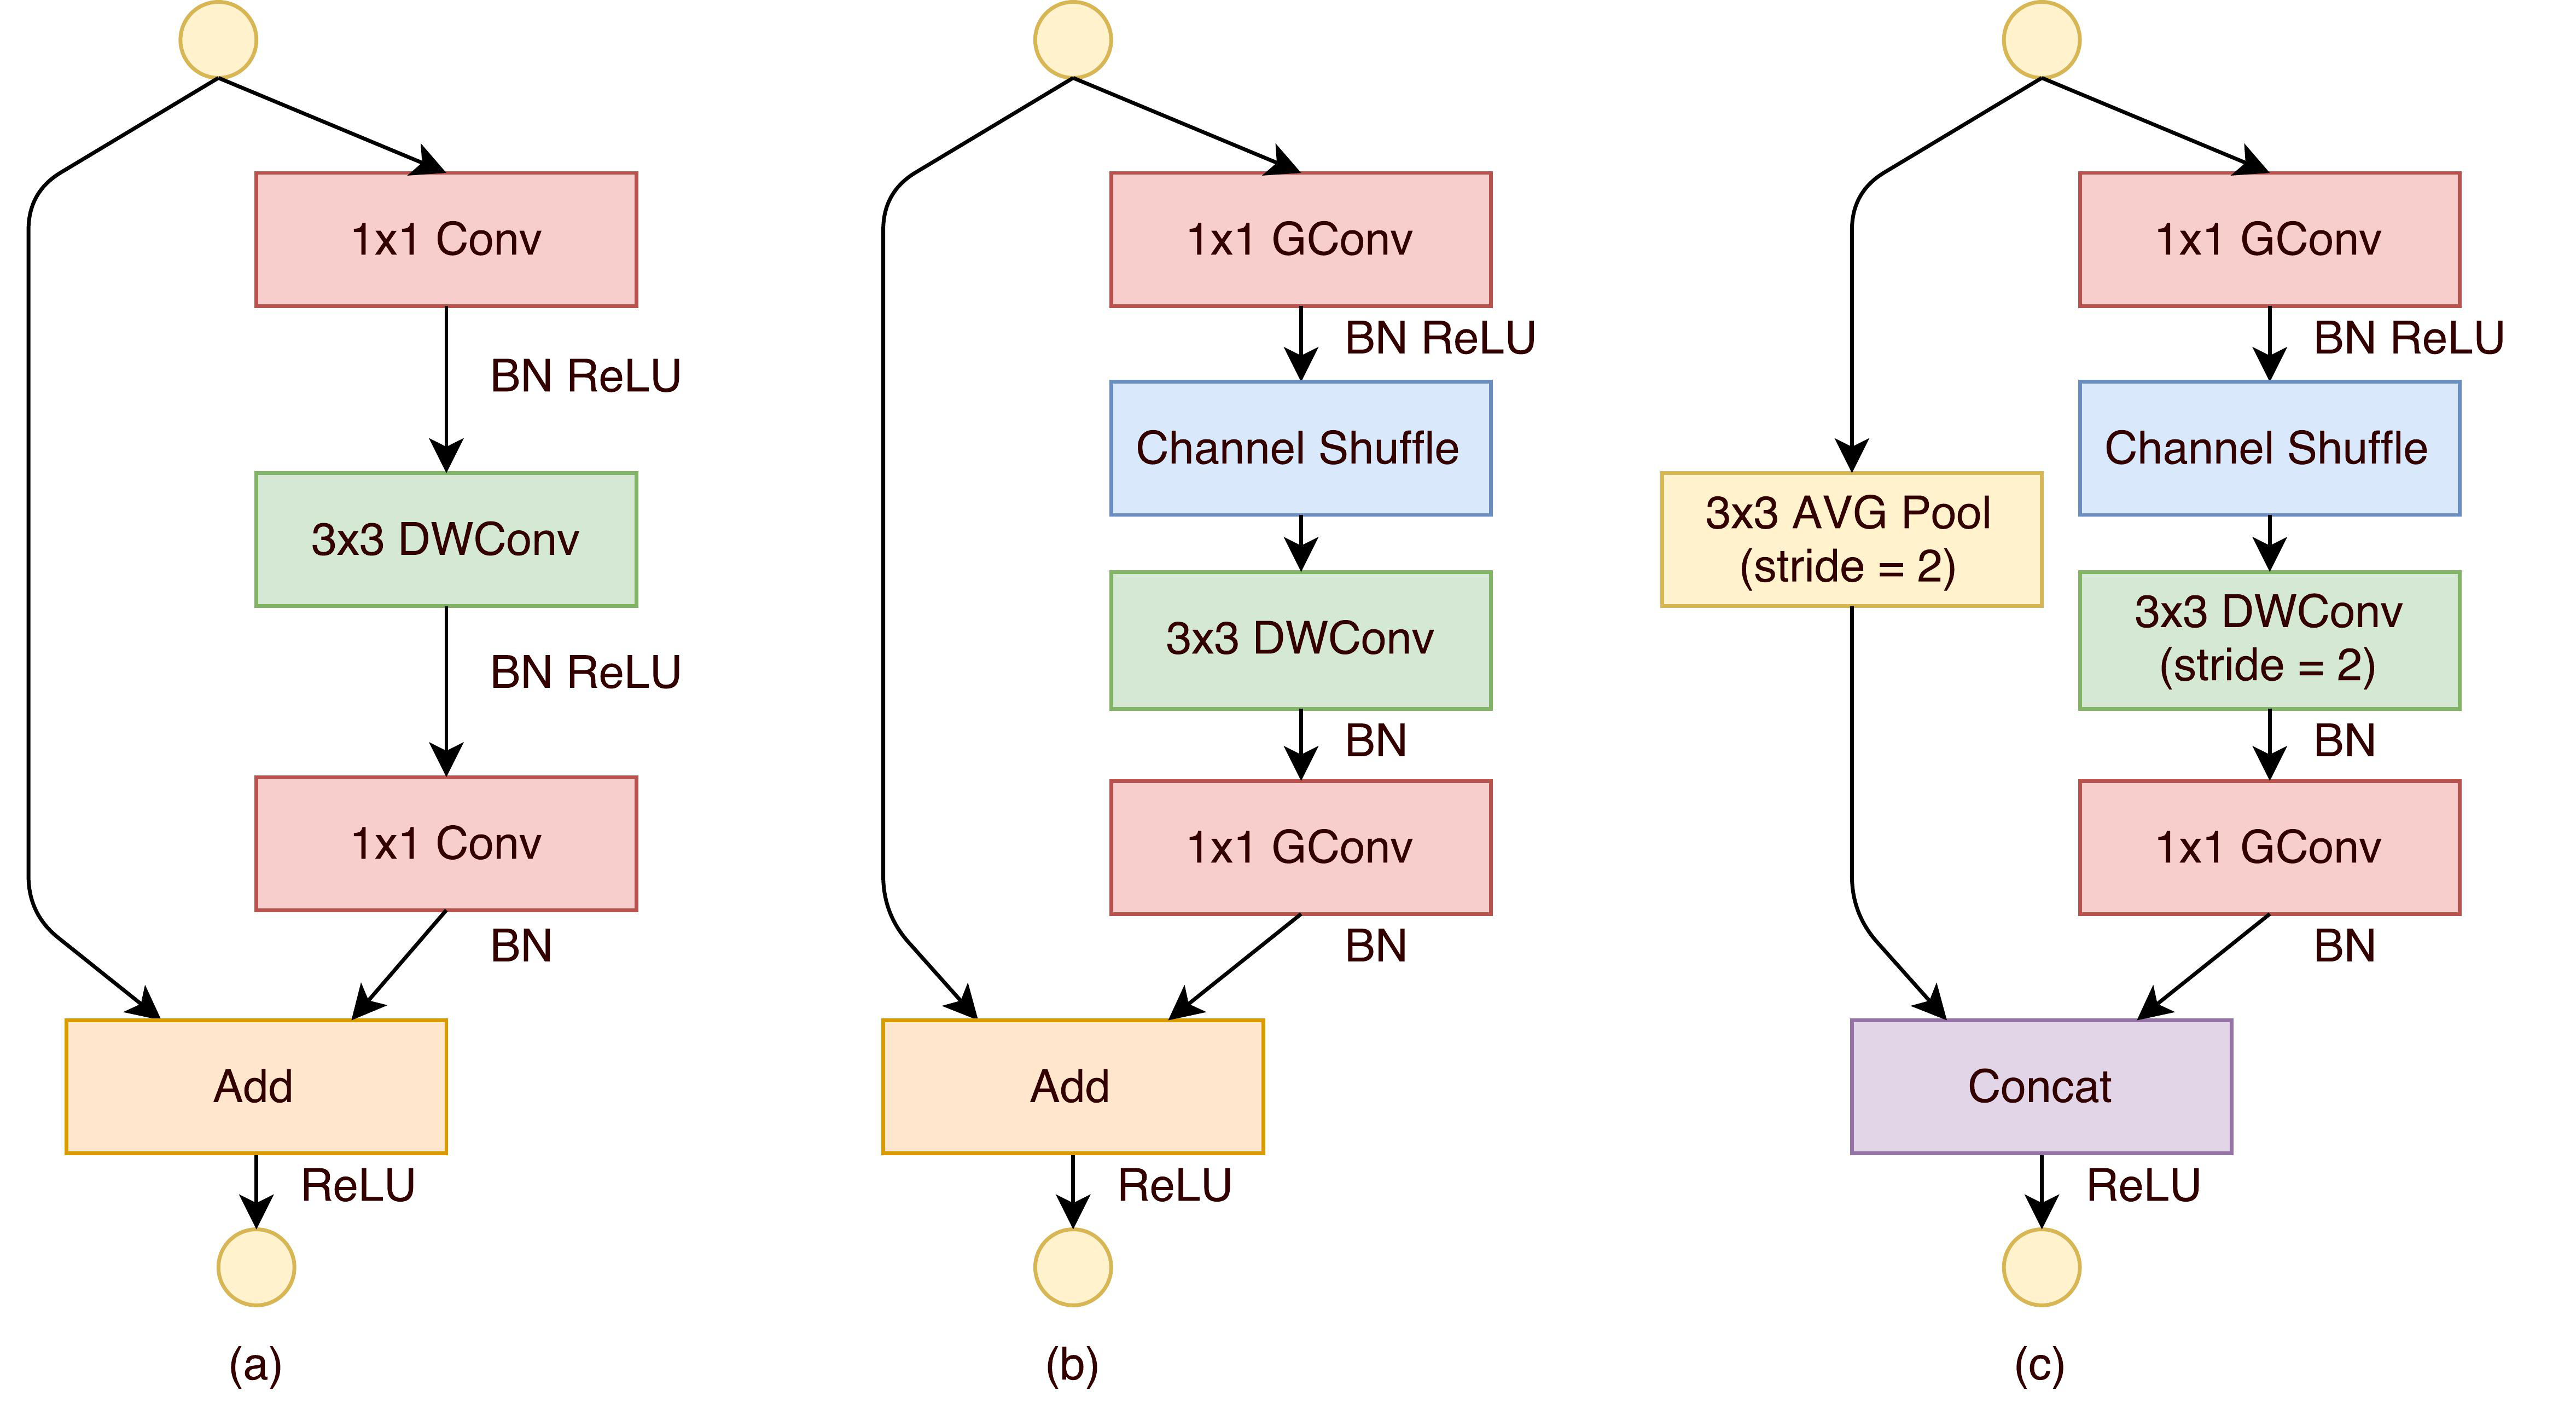 1x1 Conv
BN ReLU
3x3 DWConv
BN ReLU
1x1 Conv
BN
Add
ReLU
(a)
1x1 GConv
BN ReLU
Channel Shuffle
3x3 DWConv
BN
1x1 GConv
BN
Add
ReLU
(b)
1x1 GConv
BN ReLU
Channel Shuffle
3x3 AVG Pool
(stride = 2)
3x3 DWConv
(stride = 2)
BN
1x1 GConv
BN
Concat
ReLU
(c)